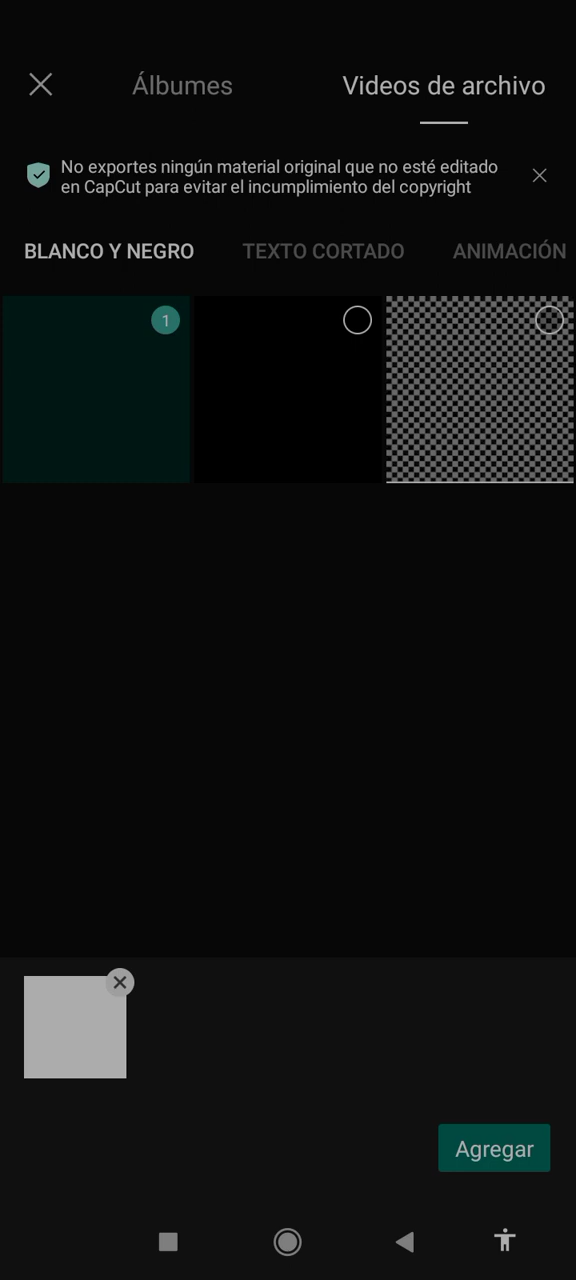 Álbumes
Videos de archivo
No exportes ningún material original que no esté editado
en CapCut para evitar el incumplimiento del copyright
BLANCO Y NEGRO
TEXTO CORTADO
ANIMACIÓN
1
Agregar